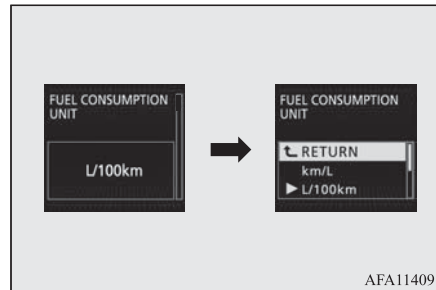 FUEL CONSUMPTION
UNIT
L/100km
FUEL CONSUMPTION
UNIT
RETURN
km/L
L/100km
AFA11409